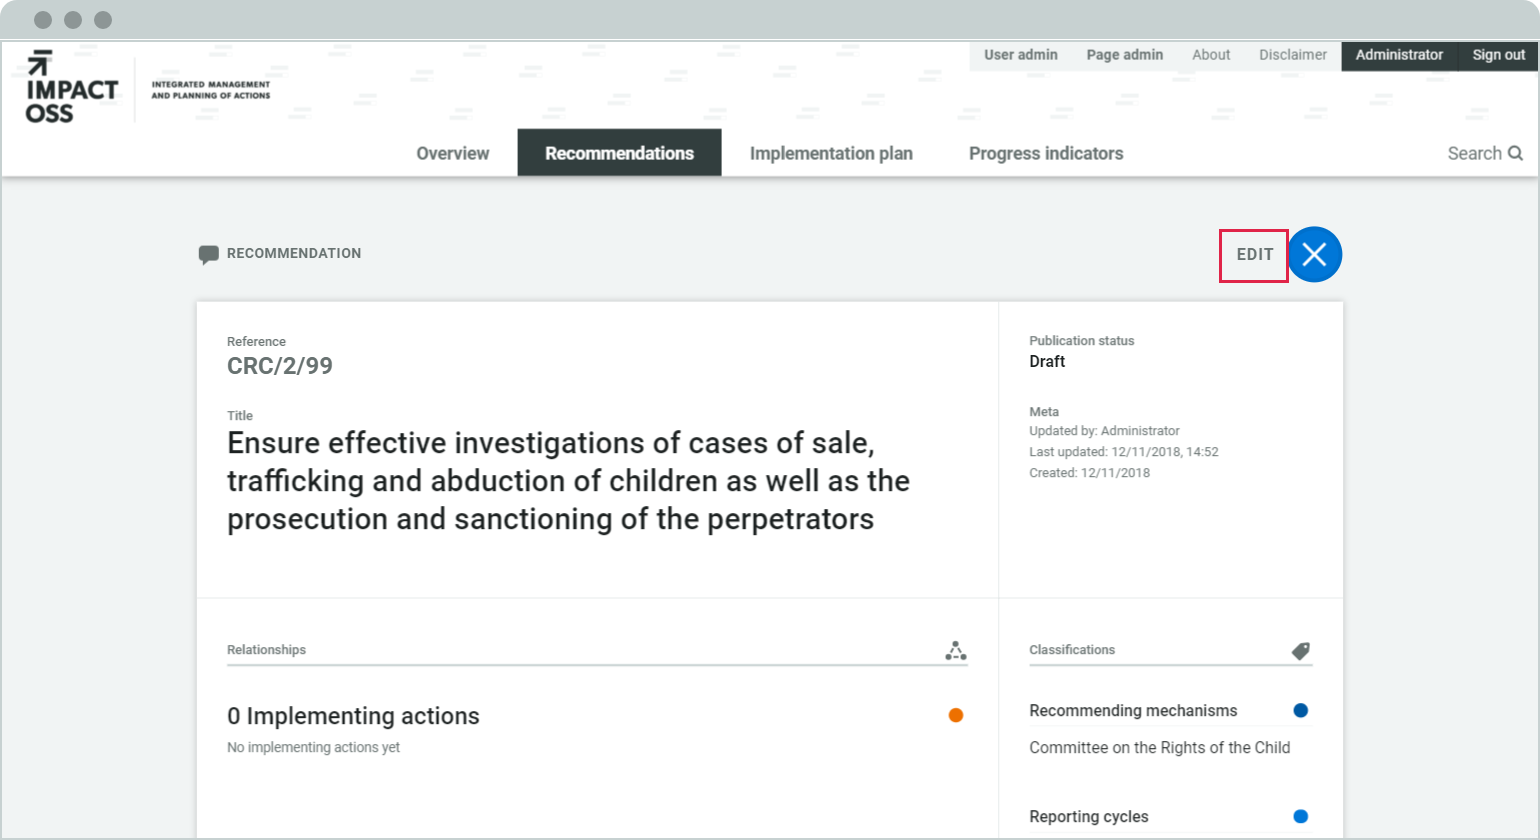 IMPACT
OSS
INTEGRATED MANAGEMENT
AND PLANNING OF ACTIONS
User admin
Page admin
About
Disclaimer
Administrator
Sign out
Overview
Recommendations
Implementation plan
Progress indicators
Search
RECOMMENDATION
EDIT
Reference
CRC/2/99
Title
Ensure effective investigations of cases of sale,
trafficking and abduction of children as well as the
prosecution and sanctioning of the perpetrators
Publication status
Draft
Meta
Updated by: Administrator
Last updated: 12/11/2018, 14:52
Created: 12/11/2018
Relationships
0 Implementing actions
No implementing actions yet
Classifications
Recommending mechanisms
Committee on the Rights of the Child
Reporting cycles